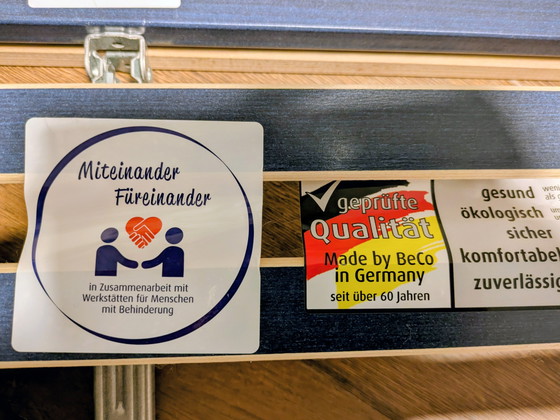 Miteinander
Füreinander
in Zusammenarbeit mit
Werkstätten für Menschen
mit Behinderung
geprüfte
Qualität
Made by BeCo
in Germany
seit über 60 Jahren
gesund
ökologisch
sicher
komfortabel
zuverlässig